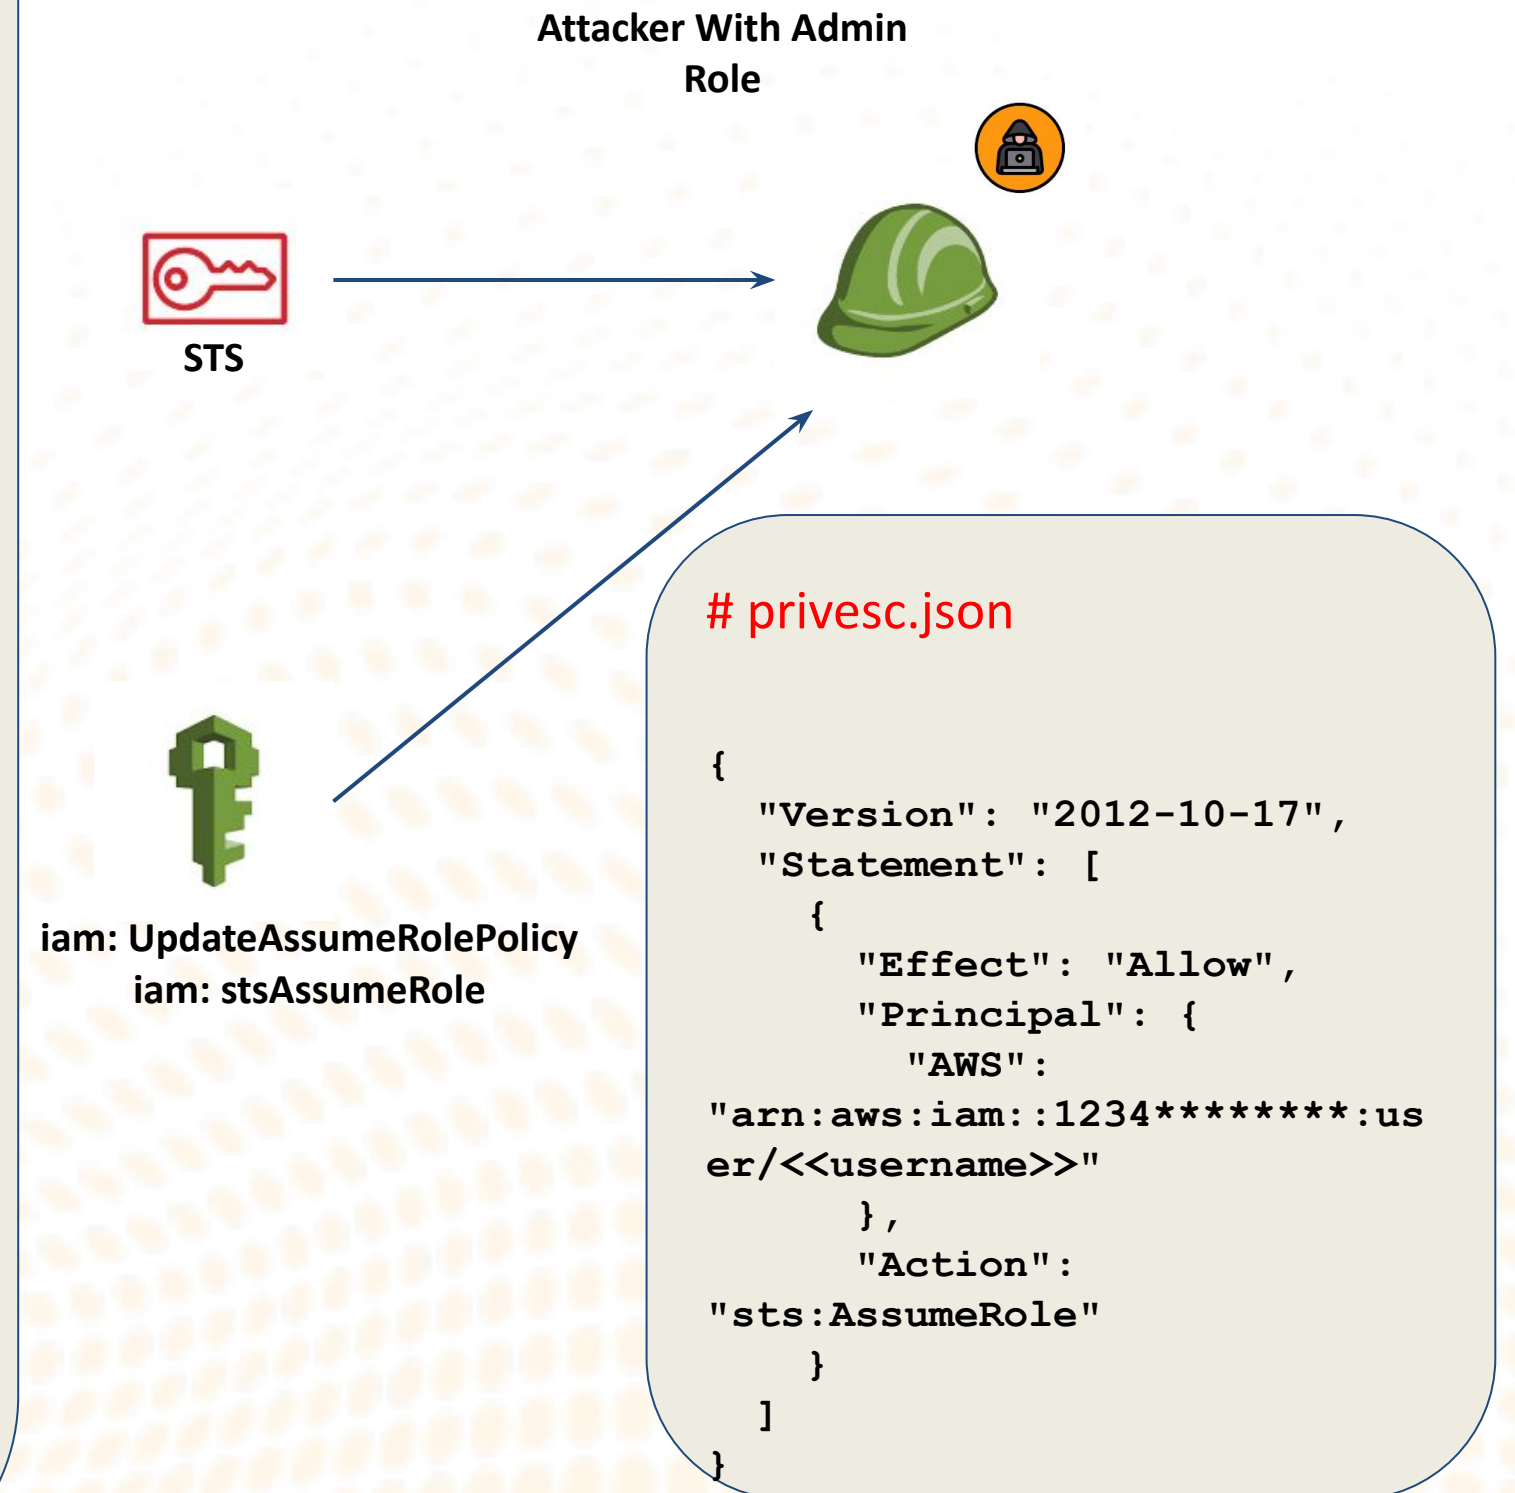 Attacker With Admin
Role
STS
iam: UpdateAssumeRolePolicy
iam: stsAssumeRole
# privesc.json
{
"Version": "2012-10-17",
"Statement": [
{
"Effect": "Allow",
"Principal": {
"AWS":
"arn:aws:iam::1234********:us
er/<<username>>"
},
"Action":
"sts:AssumeRole"
}
]
}